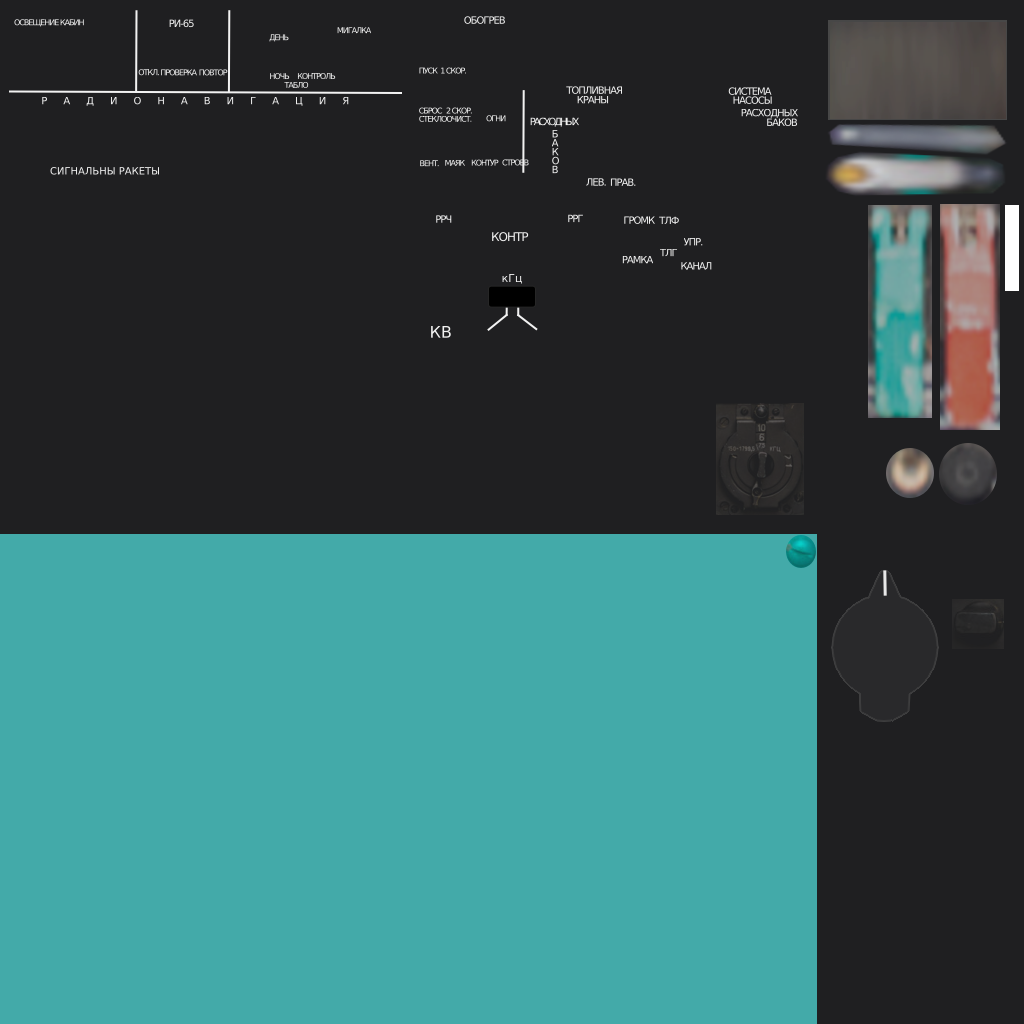 ОСВЕЩЕНИЕ КАБИН
РИ-65
ДЕНЬ
МИГАЛКА
ОТКЛ. ПРОВЕРКА ПОВТОР
НОЧЬ КОНТРОЛЬ
ТАБЛО
Р А Д И О Н А В И Г А Ц И Я
СИГНАЛЬНЫ РАКЕТЫ
ОБОГРЕВ
ПУСК 1 СКОР.
СБРОС 2 СКОР.
СТЕКЛООЧИСТ. ОГНИ
ВЕНТ. МАЯК КОНТУР СТРОЕВ
ТОПЛИВНАЯ
КРАНЫ
РАСХОДНЫХ
Б
А
К
О
В
ЛЕВ. ПРАВ.
СИСТЕМА
НАСОСЫ
РАСХОДНЫХ
БАКОВ
РРЧ
КОНТР
РРГ
ГРОМК ТЛФ
УПР.
ТЛГ
РАМКА
КАНАЛ
кГц
КВ
10
6